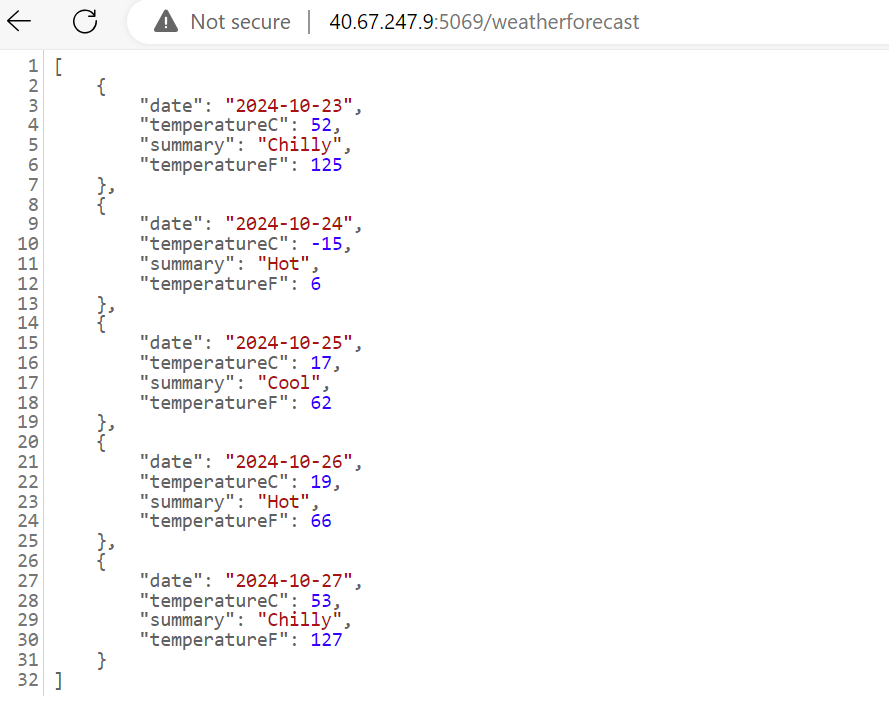 Not secure | 40.67.247.9:5069/weatherforecast
1 [
2     {
3         "date": "2024-10-23",
4         "temperatureC": 52,
5         "summary": "Chilly",
6         "temperatureF": 125
7     },
8     {
9         "date": "2024-10-24",
10         "temperatureC": -15,
11         "summary": "Hot",
12         "temperatureF": 6
13     },
14     {
15         "date": "2024-10-25",
16         "temperatureC": 17,
17         "summary": "Cool",
18         "temperatureF": 62
19     },
20     {
21         "date": "2024-10-26",
22         "temperatureC": 19,
23         "summary": "Hot",
24         "temperatureF": 66
25     },
26     {
27         "date": "2024-10-27",
28         "temperatureC": 53,
29         "summary": "Chilly",
30         "temperatureF": 127
31     }
32 ]